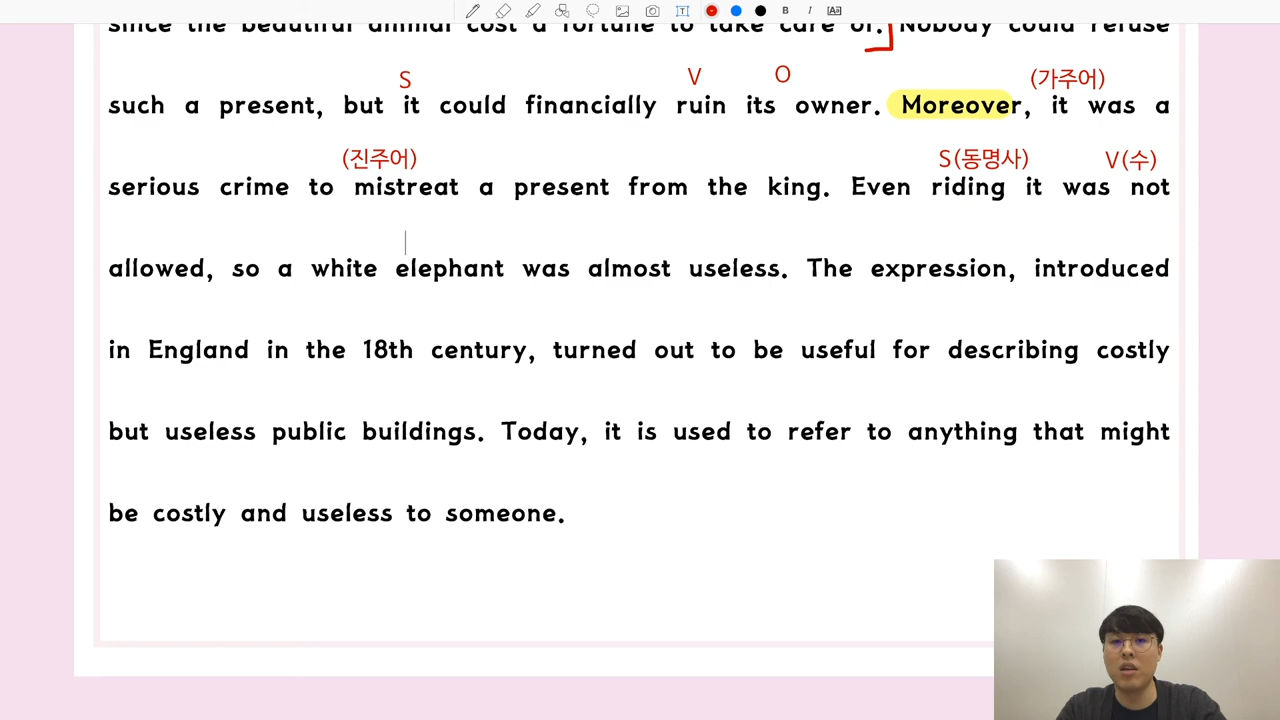 since the beautiful animal cost a fortune to take care of. Nobody could refuse
S V O (가주어)
such a present, but it could financially ruin its owner. Moreover, it was a
(진주어) S(동명사) V(수)
serious crime to mistreat a present from the king. Even riding it was not
allowed, so a white elephant was almost useless. The expression, introduced
in England in the 18th century, turned out to be useful for describing costly
but useless public buildings. Today, it is used to refer to anything that might
be costly and useless to someone.